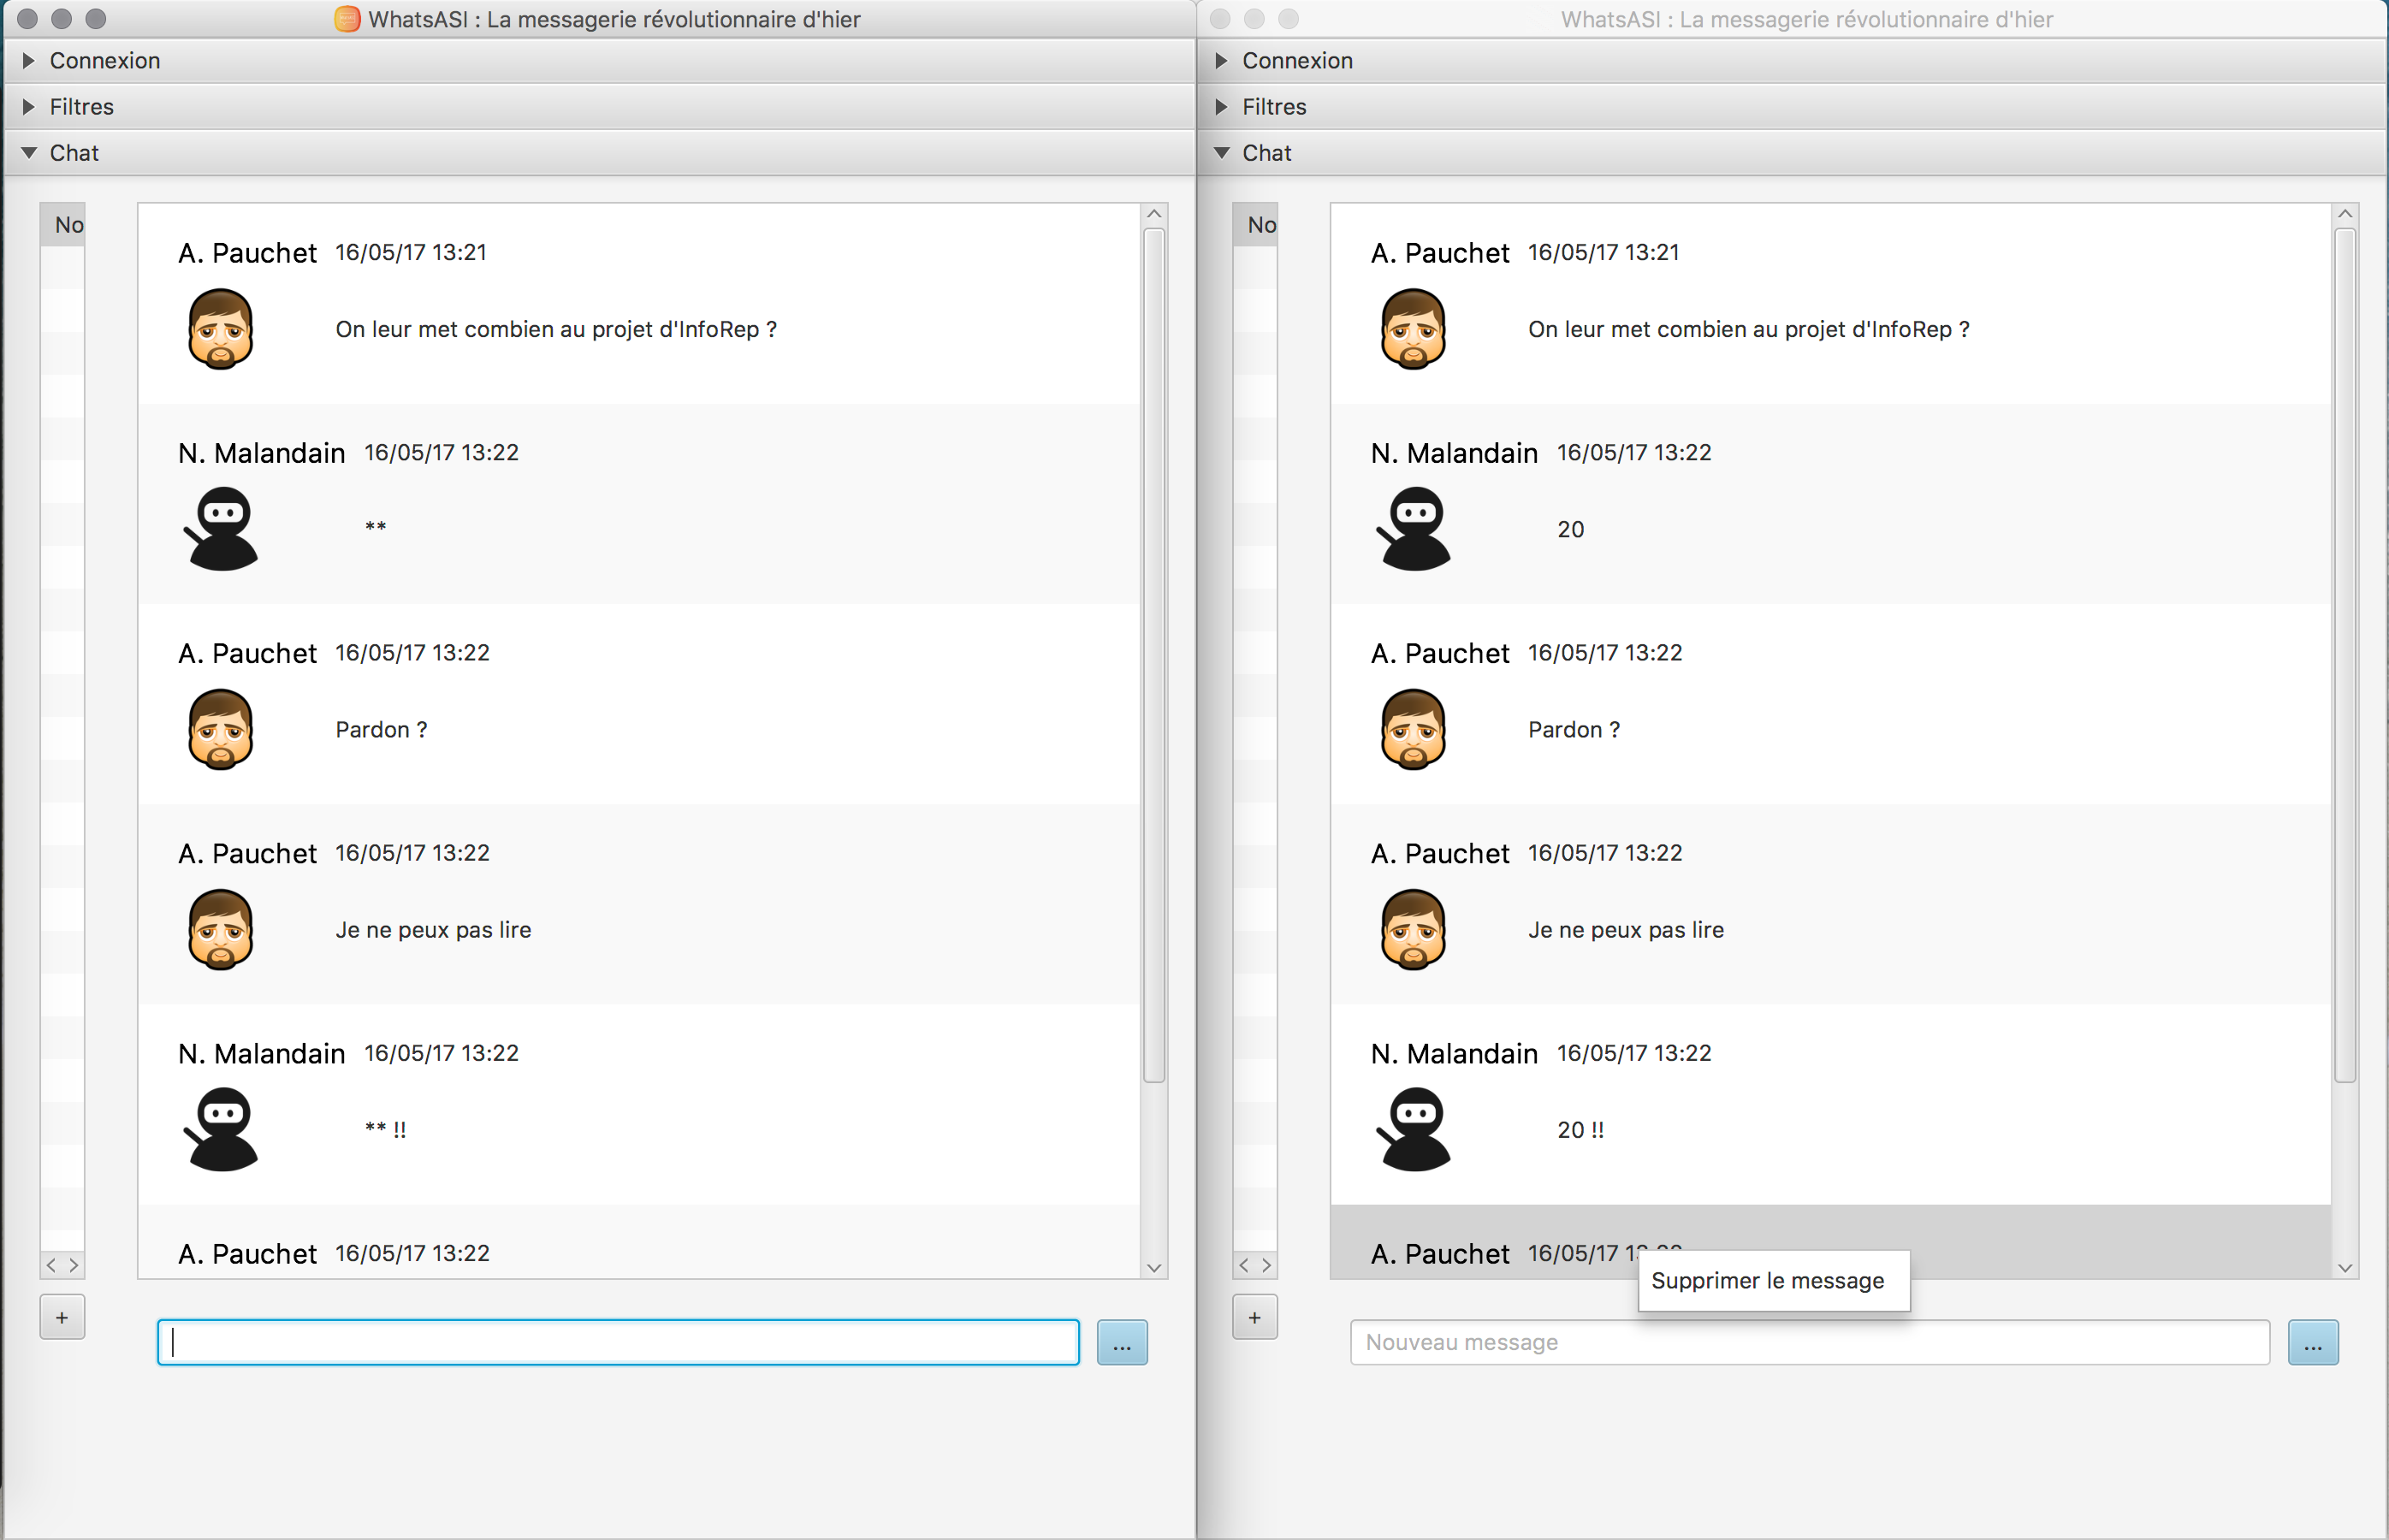 WhatsASI : La messagerie révolutionnaire d'hier
Connexion
Filtres
Chat
No
A. Pauchet 16/05/17 13:21
On leur met combien au projet d'InfoRep ?
N. Malandain 16/05/17 13:22
**
A. Pauchet 16/05/17 13:22
Pardon ?
A. Pauchet 16/05/17 13:22
Je ne peux pas lire
N. Malandain 16/05/17 13:22
** !!
A. Pauchet 16/05/17 13:22
+
...
WhatsASI : La messagerie révolutionnaire d'hier
Connexion
Filtres
Chat
No
A. Pauchet 16/05/17 13:21
On leur met combien au projet d'InfoRep ?
N. Malandain 16/05/17 13:22
20
A. Pauchet 16/05/17 13:22
Pardon ?
A. Pauchet 16/05/17 13:22
Je ne peux pas lire
N. Malandain 16/05/17 13:22
20 !!
A. Pauchet 16/05/17
Supprimer le message
+
Nouveau message
...